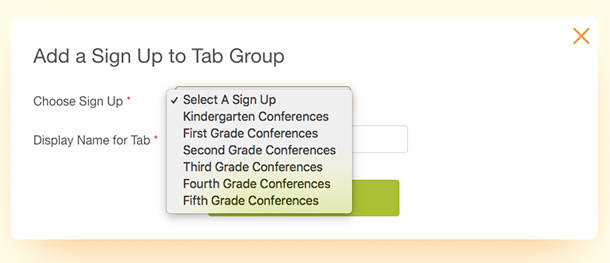 Add a Sign Up to Tab Group
Choose Sign Up *
✓ Select A Sign Up
Kindergarten Conferences
First Grade Conferences
Second Grade Conferences
Third Grade Conferences
Fourth Grade Conferences
Fifth Grade Conferences
Display Name for Tab *